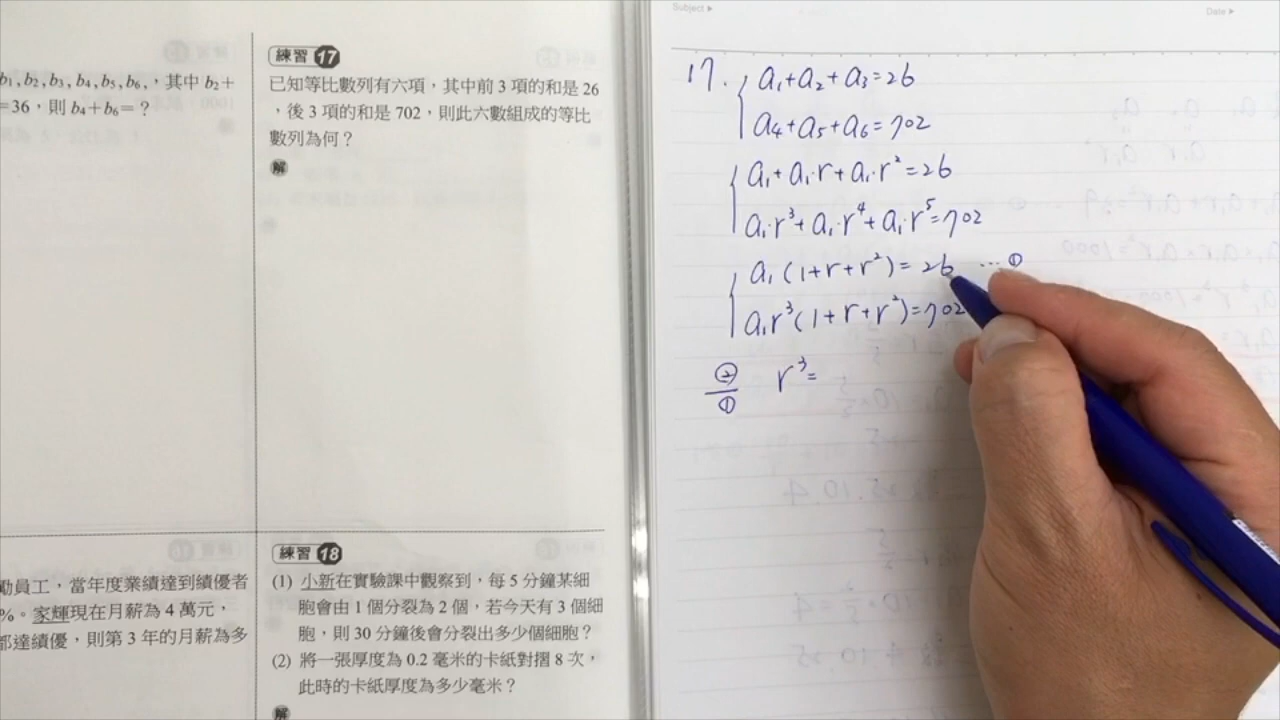 b₁, b₂, b₃, b₄, b₅, b₆,，其中 b₂+
=36，則 b₄+b₆=？
練習 17
已知等比數列有六項，其中前 3 項的和是 26
，後 3 項的和為 702，則此六數組成的等比
數列為何？
解
勵員工，當年度業績達到績優者
%。家輝現在月薪為 4 萬元，
都達績優，則第 3 年的月薪為多
練習 18
(1) 小新在實驗課中觀察到，每 5 分鐘某細
胞會由 1 個分裂為 2 個，若今天有 3 個細
胞，則 30 分鐘後會分裂出多少個細胞？
(2) 將一張厚度為 0.2 毫米的卡紙對摺 8 次，
此時的卡紙厚度為多少毫米？
解
Subject ▸ Date ▸
17. { a₁+a₂+a₃=26
a₄+a₅+a₆=702
{ a₁+a₁·r+a₁·r²=26
a₁·r³+a₁·r⁴+a₁·r⁵=702
{ a₁(1+r+r²)=26 …①
a₁r³(1+r+r²)=702
②/① r³=